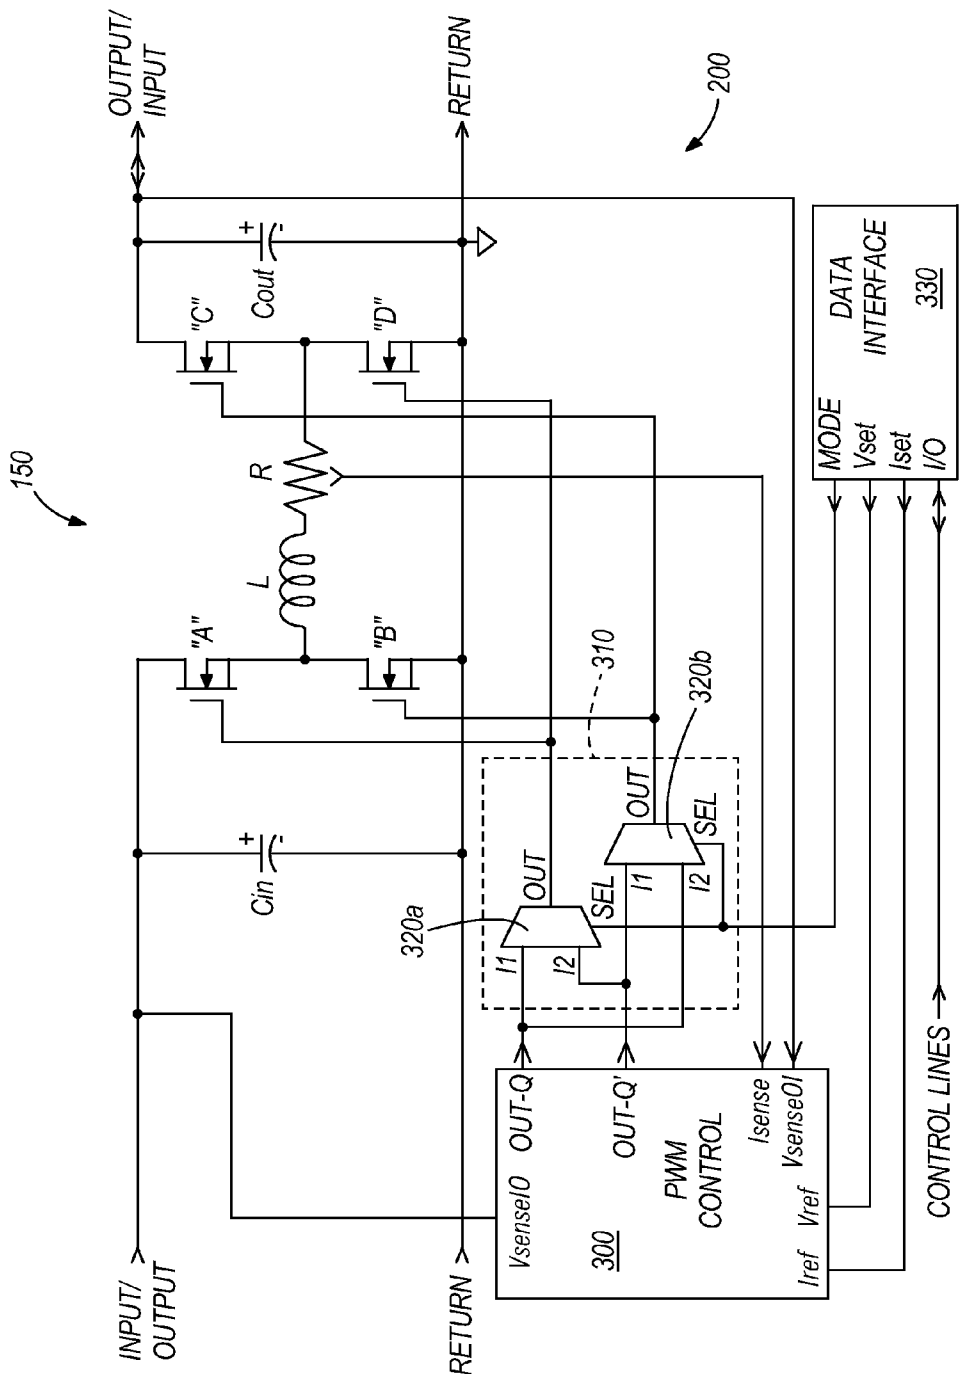 150
200
INPUT/
OUTPUT
OUTPUT/
INPUT
RETURN
RETURN
Cin
+
-
Cout
+
-
"A"
"B"
"C"
"D"
L
R
310
320a
320b
I1
I2
OUT
SEL
I1
I2
OUT
SEL
VsenseIO
OUT-Q
OUT-Q'
300
PWM
CONTROL
Isense
VsenseOI
Iref
Vref
MODE
Vset
Iset
I/O
DATA
INTERFACE
330
CONTROL LINES